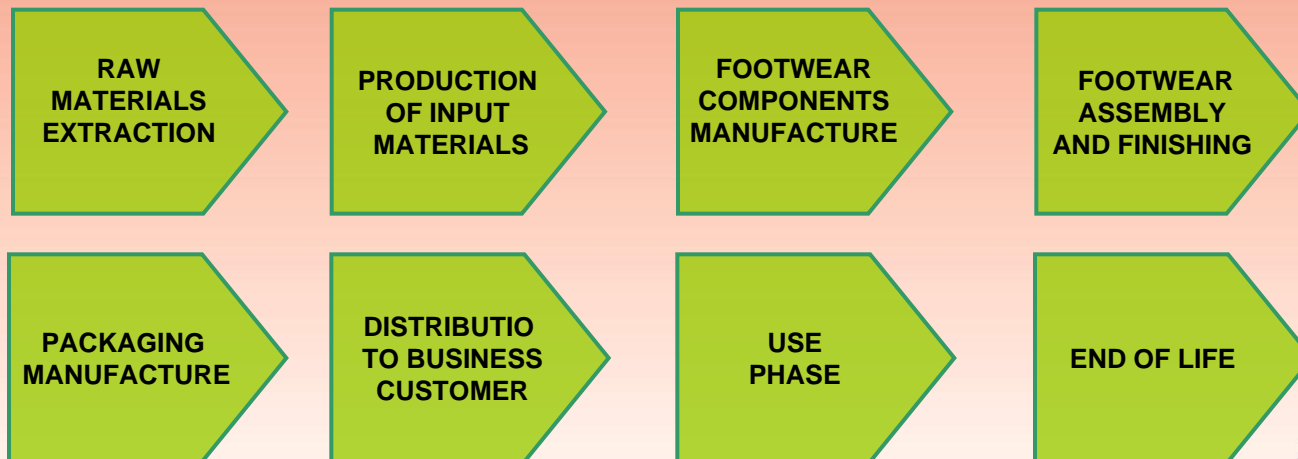 RAW
MATERIALS
EXTRACTION
PRODUCTION
OF INPUT
MATERIALS
FOOTWEAR
COMPONENTS
MANUFACTURE
FOOTWEAR
ASSEMBLY
AND FINISHING
PACKAGING
MANUFACTURE
DISTRIBUTIO
TO BUSINESS
CUSTOMER
USE
PHASE
END OF LIFE